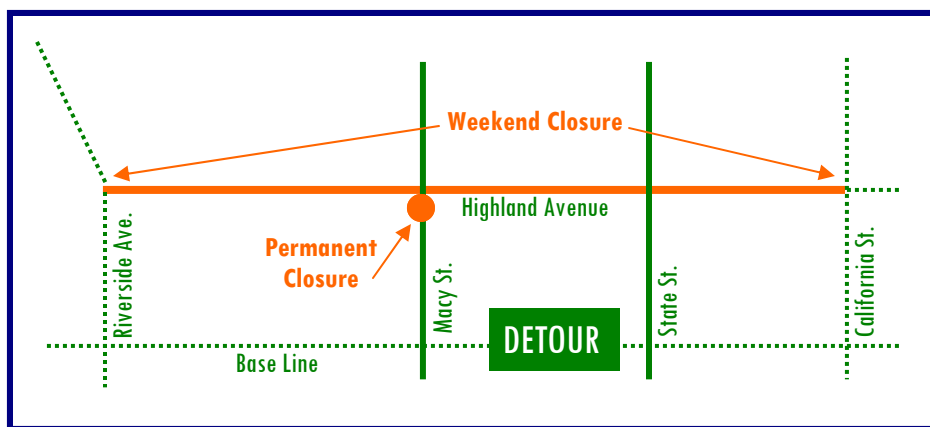 Weekend Closure
Highland Avenue
Permanent
Closure
Riverside Ave.
Macy St.
State St.
California St.
DETOUR
Base Line